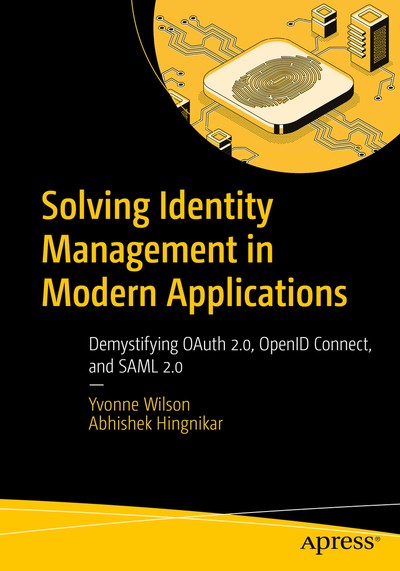 Solving Identity
Management in
Modern Applications
Demystifying OAuth 2.0, OpenID Connect,
and SAML 2.0
—
Yvonne Wilson
Abhishek Hingnikar
Apress®